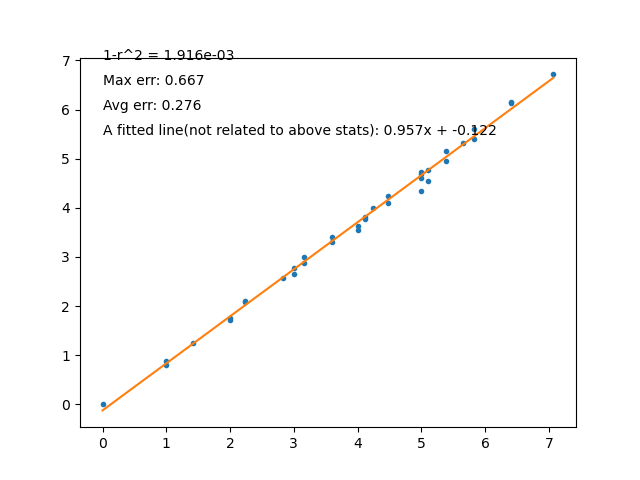 1-r^2 = 1.916e-03
7
Max err: 0.667
6
Avg err: 0.276
A fitted line(not related to above stats): 0.957x + -0.122
5
4
3
2
1
0
0 1 2 3 4 5 6 7